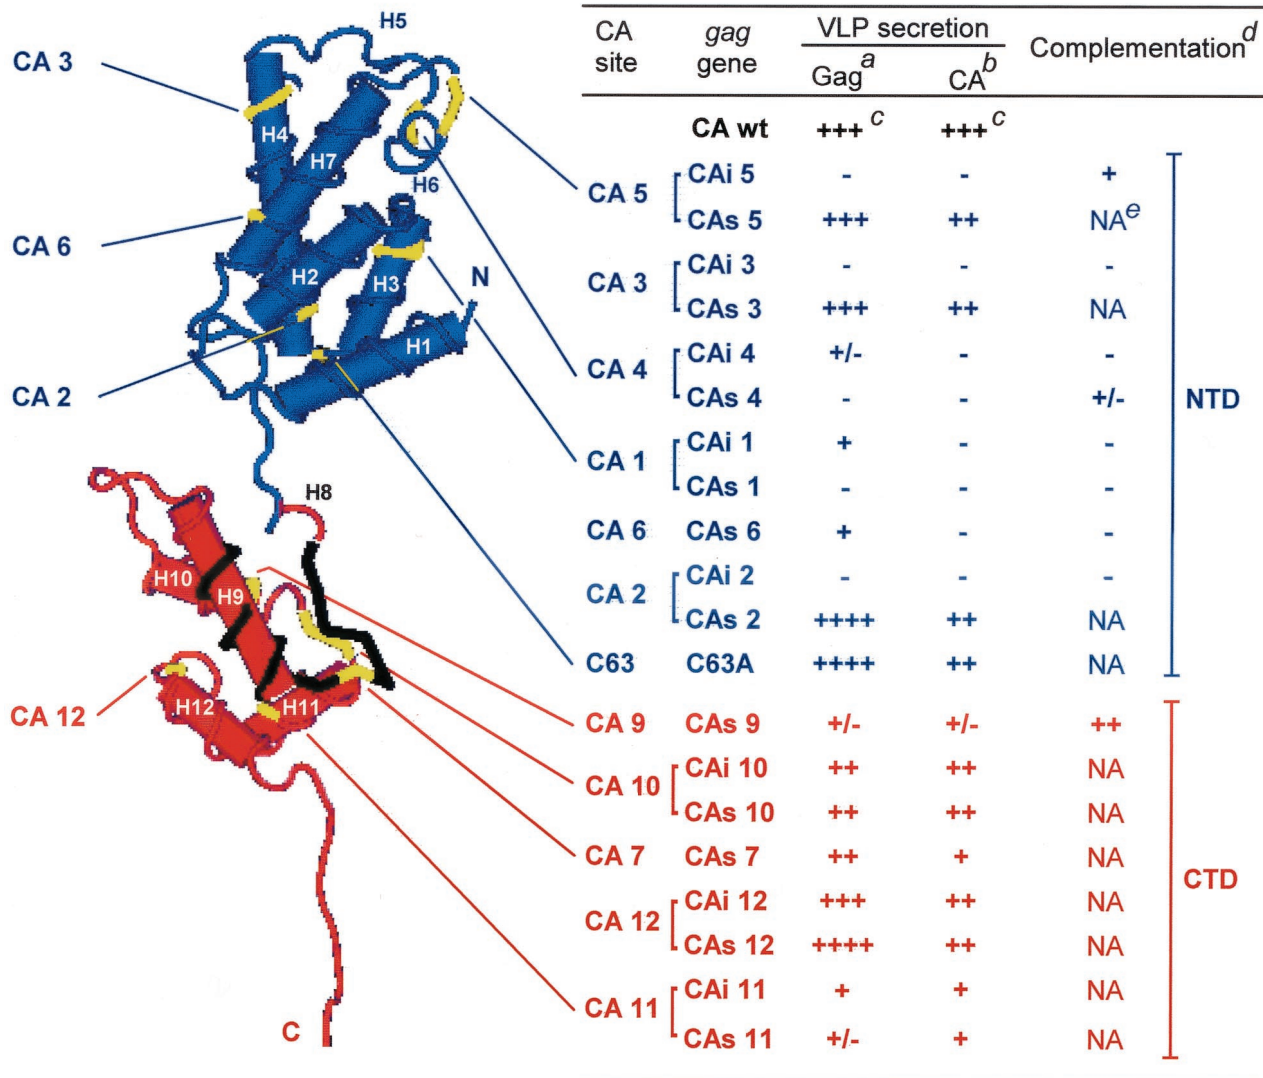 CA 3
CA 6
CA 2
CA 12
H5
H4
H7
H6
H2
H3
N
H1
H8
H10
H9
H12
H11
C
CA site gag gene VLP secretion Complementation d
Gag a CA b
CA wt +++ c +++ c
CA 5 CAi 5 - - +
CAs 5 +++ ++ NA e
CA 3 CAi 3 - - -
CAs 3 +++ ++ NA
CA 4 CAi 4 +/- - -
CAs 4 - - +/-
CA 1 CAi 1 + - -
CAs 1 - - -
CA 6 CAs 6 + - -
CA 2 CAi 2 - - -
CAs 2 ++++ ++ NA
C63 C63A ++++ ++ NA
NTD
CA 9 CAs 9 +/- +/- ++
CA 10 CAi 10 ++ ++ NA
CAs 10 ++ ++ NA
CA 7 CAs 7 ++ + NA
CA 12 CAi 12 +++ ++ NA
CAs 12 ++++ ++ NA
CA 11 CAi 11 + + NA
CAs 11 +/- + NA
CTD